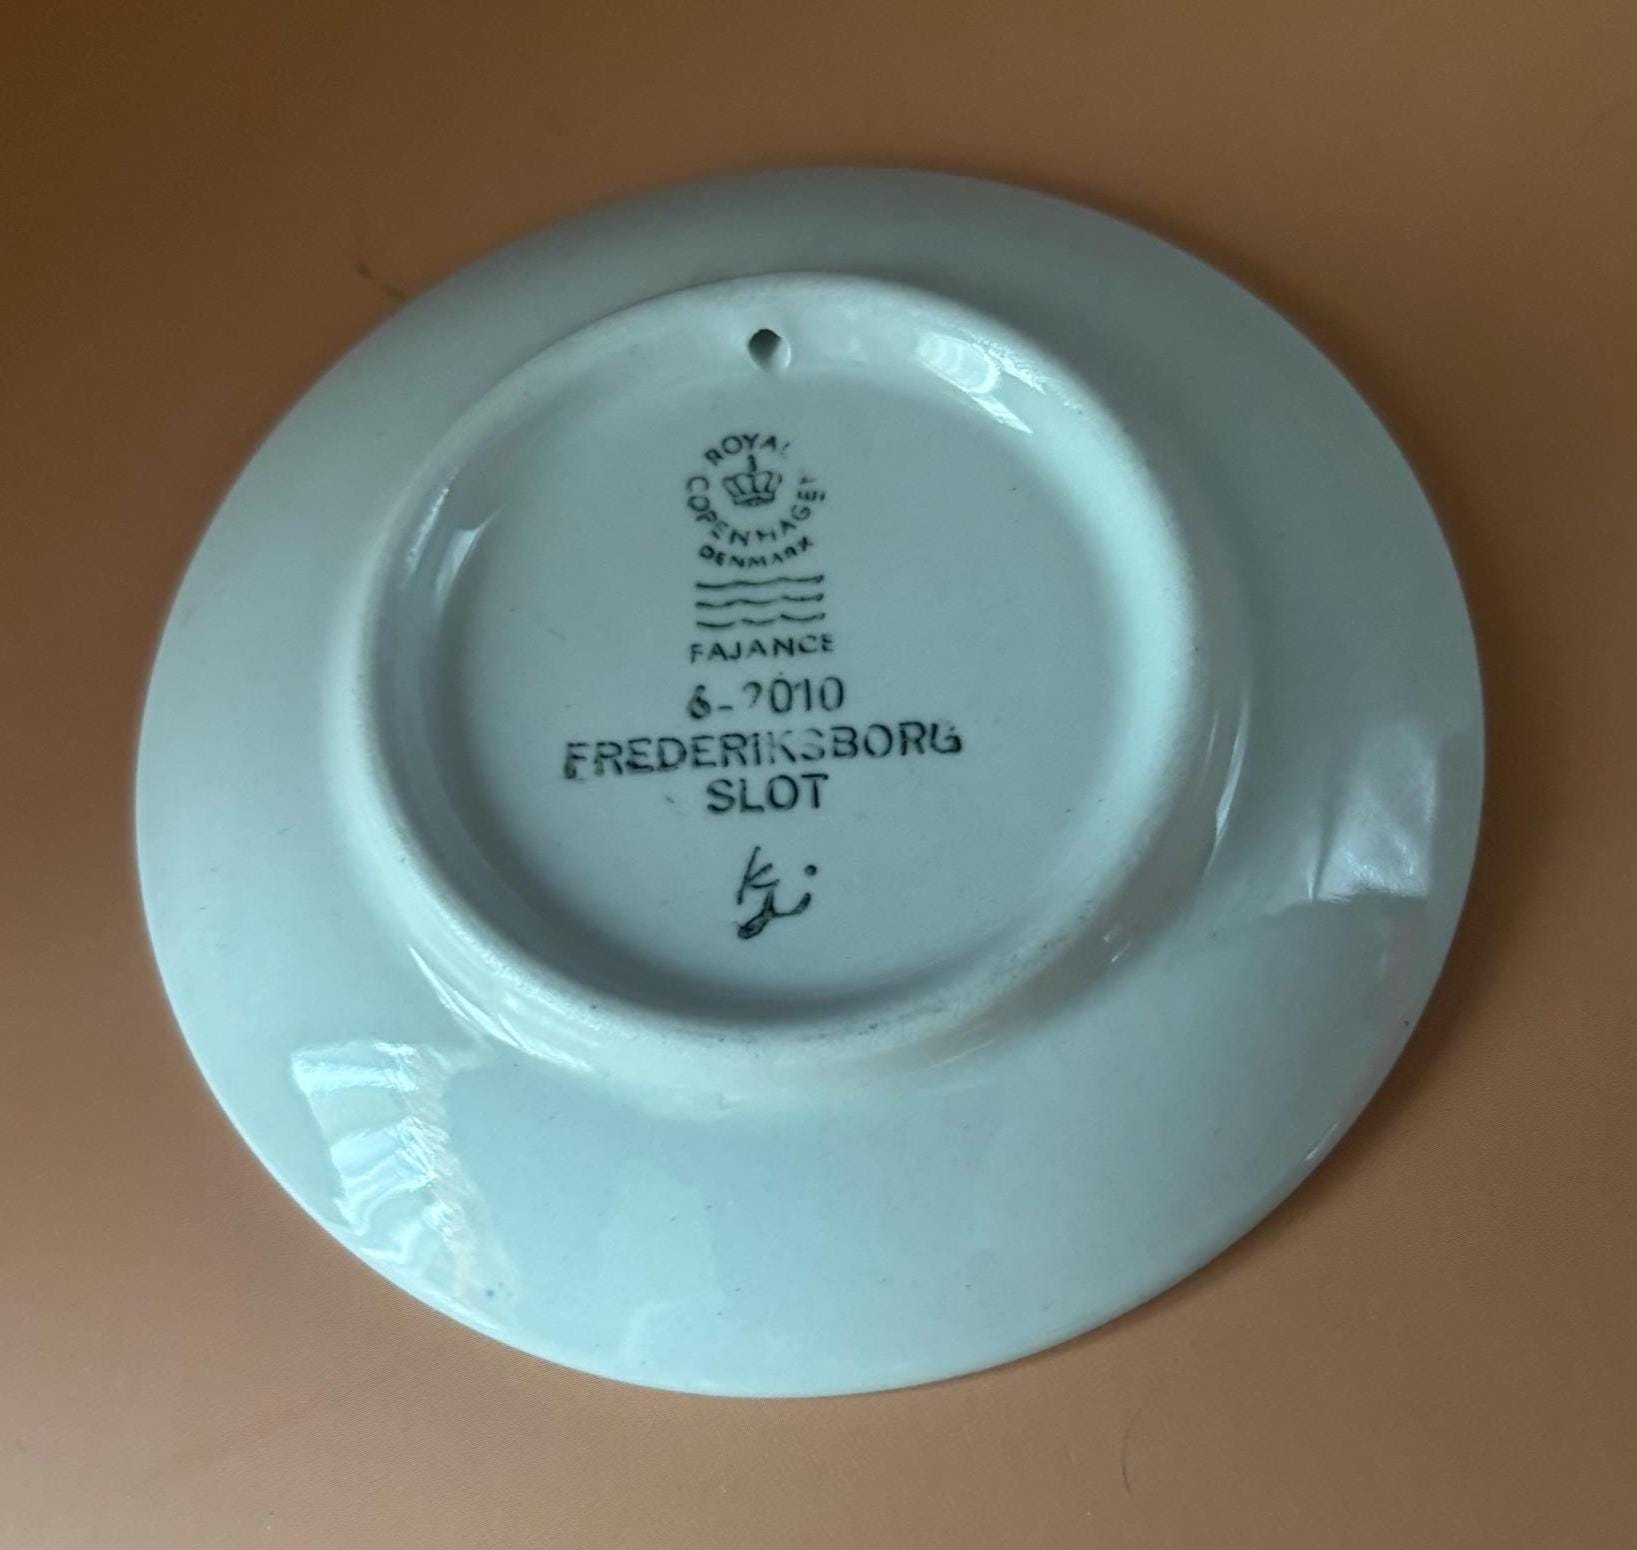 ROYAL
COPENHAGEN
DENMARK
FAJANCE
6-2010
FREDERIKSBORG
SLOT